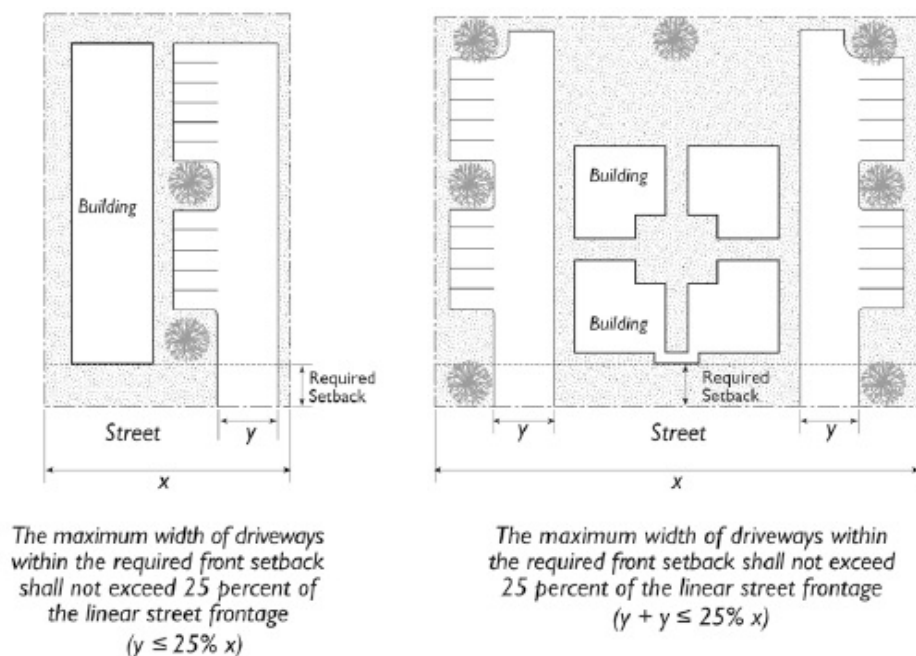 Building
Required
Setback
Street
y
x
The maximum width of driveways
within the required front setback
shall not exceed 25 percent of
the linear street frontage
(y ≤ 25% x)
Building
Building
Required
Setback
y
Street
y
x
The maximum width of driveways within
the required front setback shall not exceed
25 percent of the linear street frontage
(y + y ≤ 25% x)